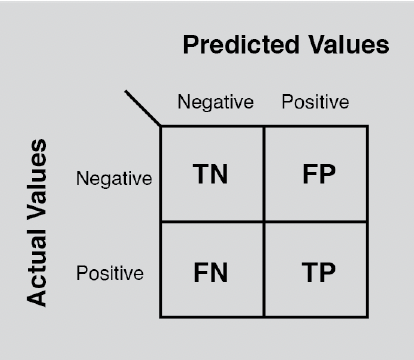 Predicted Values
Negative Positive
Actual Values
Negative TN FP
Positive FN TP